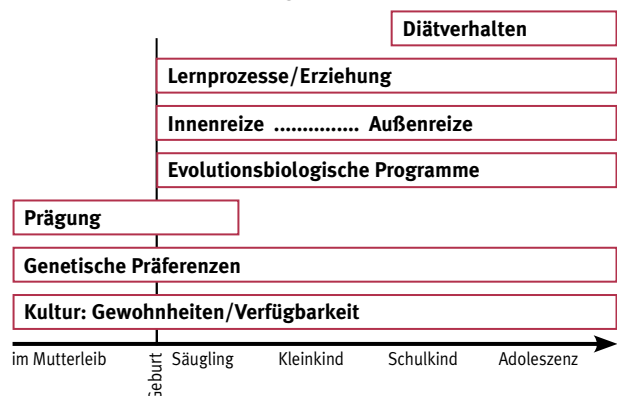 Diätverhalten
Lernprozesse/Erziehung
Innenreize ............... Außenreize
Evolutionsbiologische Programme
Prägung
Genetische Präferenzen
Kultur: Gewohnheiten/Verfügbarkeit
im Mutterleib Geburt Säugling Kleinkind Schulkind Adoleszenz